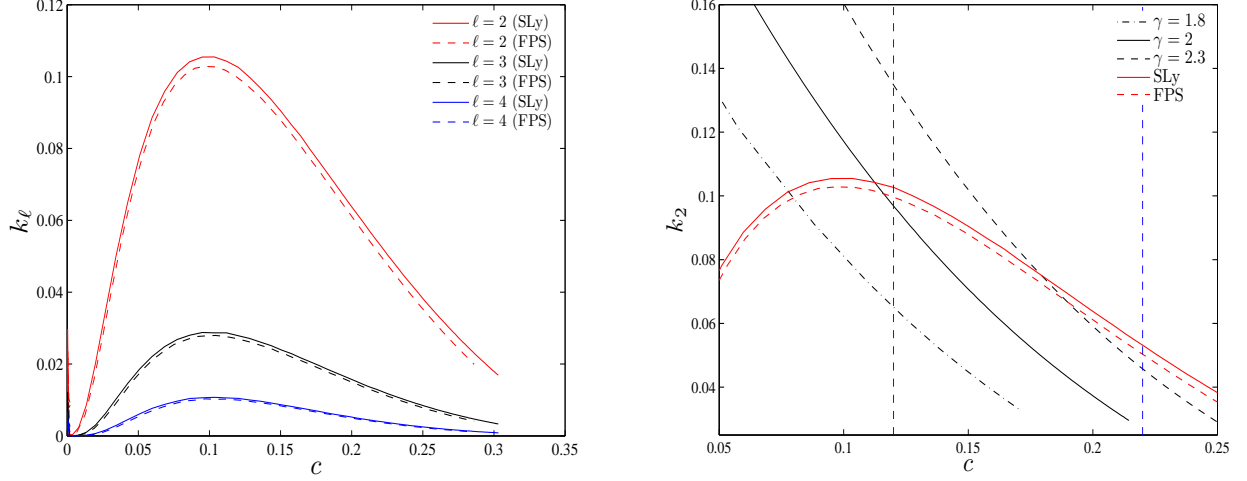 0.12
0.1
0.08
0.06
0.04
0.02
0
kℓ
0 0.05 0.1 0.15 0.2 0.25 0.3 0.35
c
ℓ = 2 (SLy)
ℓ = 2 (FPS)
ℓ = 3 (SLy)
ℓ = 3 (FPS)
ℓ = 4 (SLy)
ℓ = 4 (FPS)
0.16
0.14
0.12
0.1
0.08
0.06
0.04
k2
0.05 0.1 0.15 0.2 0.25
c
γ = 1.8
γ = 2
γ = 2.3
SLy
FPS